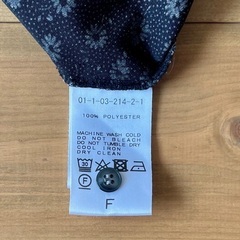 01-1-03-214-2-1
100% POLYESTER
MACHINE WASH COLD
DO NOT BLEACH
DO NOT TUMBLE DRY
COOL IRON
DRY CLEAN
F